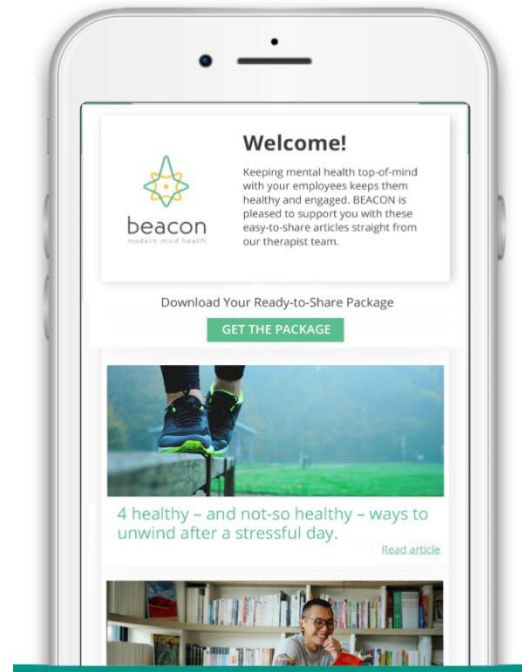 Welcome!
Keeping mental health top-of-mind
with your employees keeps them
healthy and engaged. BEACON is
pleased to support you with these
easy-to-share articles straight from
our therapist team.
beacon
modern mind health
Download Your Ready-to-Share Package
GET THE PACKAGE
4 healthy – and not-so healthy – ways to
unwind after a stressful day.
Read article